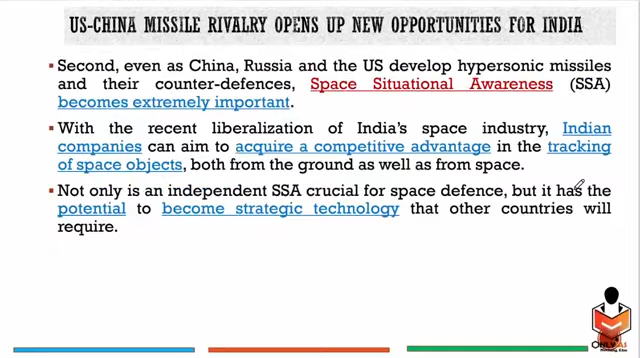 US-CHINA MISSILE RIVALRY OPENS UP NEW OPPORTUNITIES FOR INDIA
▪ Second, even as China, Russia and the US develop hypersonic missiles
and their counter-defences, Space Situational Awareness (SSA)
becomes extremely important.
▪ With the recent liberalization of India's space industry, Indian
companies can aim to acquire a competitive advantage in the tracking
of space objects, both from the ground as well as from space.
▪ Not only is an independent SSA crucial for space defence, but it has the
potential to become strategic technology that other countries will
require.
ONLY IAS